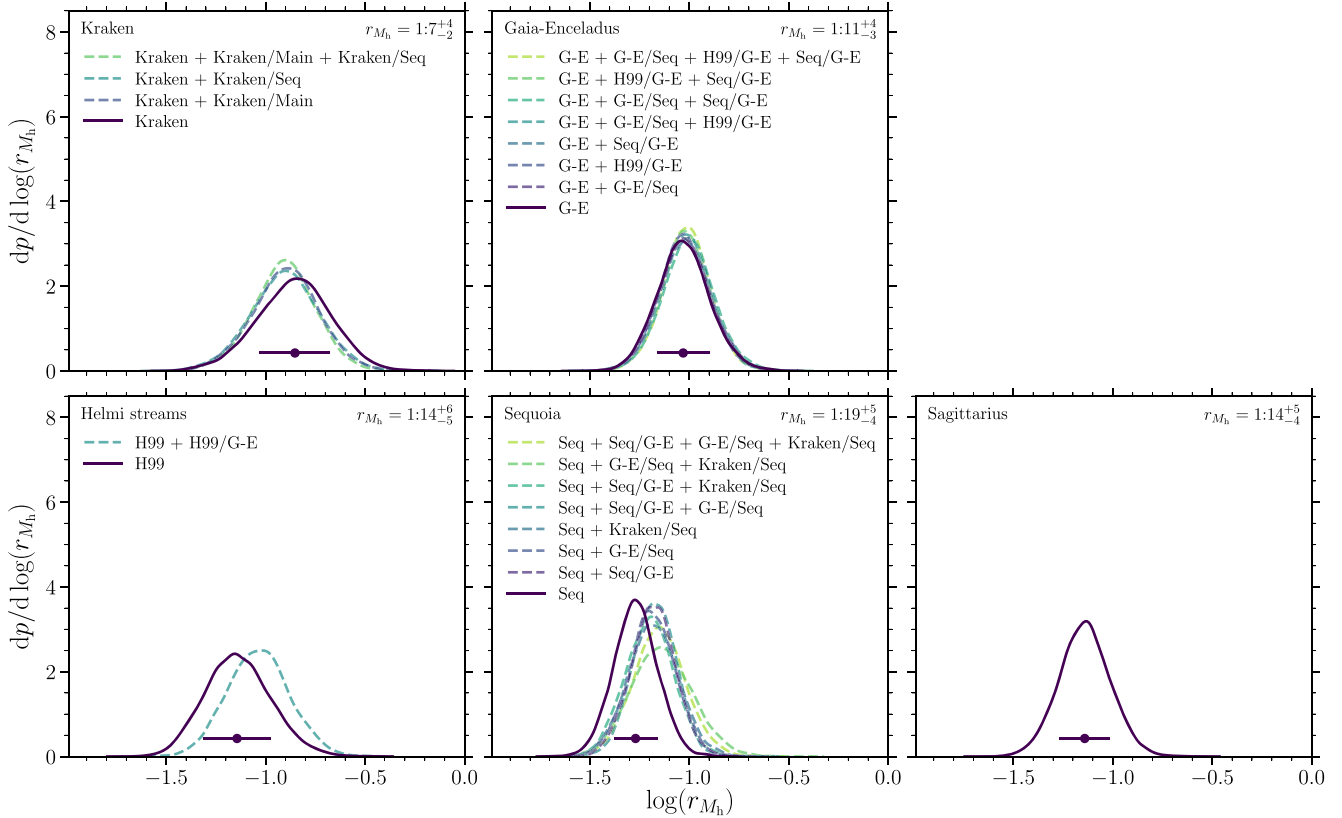 Kraken
r_{M_h} = 1:7^{+4}_{-2}
Kraken + Kraken/Main + Kraken/Seq
Kraken + Kraken/Seq
Kraken + Kraken/Main
Kraken
8
6
4
2
0
dp/d log(r_{M_h})
Gaia-Enceladus
r_{M_h} = 1:11^{+4}_{-3}
G-E + G-E/Seq + H99/G-E + Seq/G-E
G-E + H99/G-E + Seq/G-E
G-E + G-E/Seq + Seq/G-E
G-E + G-E/Seq + H99/G-E
G-E + Seq/G-E
G-E + H99/G-E
G-E + G-E/Seq
G-E
Helmi streams
r_{M_h} = 1:14^{+6}_{-5}
H99 + H99/G-E
H99
8
6
4
2
0
dp/d log(r_{M_h})
−1.5 −1.0 −0.5 0.0
Sequoia
r_{M_h} = 1:19^{+5}_{-4}
Seq + Seq/G-E + G-E/Seq + Kraken/Seq
Seq + G-E/Seq + Kraken/Seq
Seq + Seq/G-E + Kraken/Seq
Seq + Seq/G-E + G-E/Seq
Seq + Kraken/Seq
Seq + G-E/Seq
Seq + Seq/G-E
Seq
−1.5 −1.0 −0.5 0.0
log(r_{M_h})
Sagittarius
r_{M_h} = 1:14^{+5}_{-4}
−1.5 −1.0 −0.5 0.0